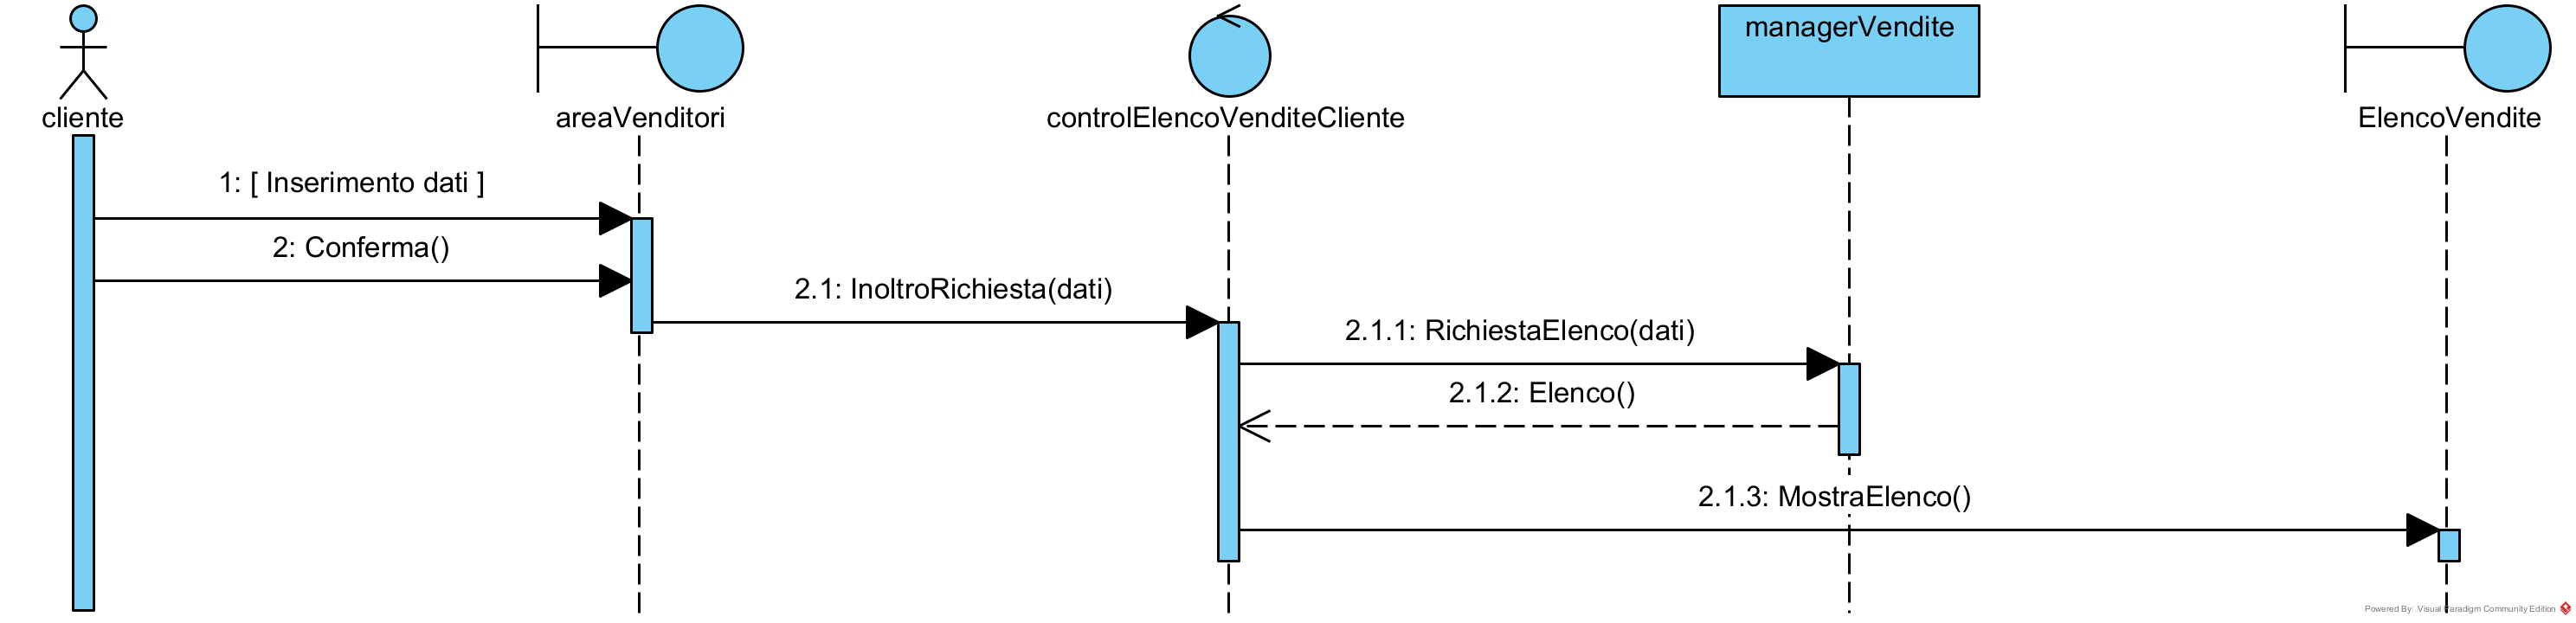 managerVendite
cliente
areaVenditori
controlElencoVenditeCliente
ElencoVendite
1: [ Inserimento dati ]
2: Conferma()
2.1: InoltroRichiesta(dati)
2.1.1: RichiestaElenco(dati)
2.1.2: Elenco()
2.1.3: MostraElenco()
Powered By Visual Paradigm Community Edition